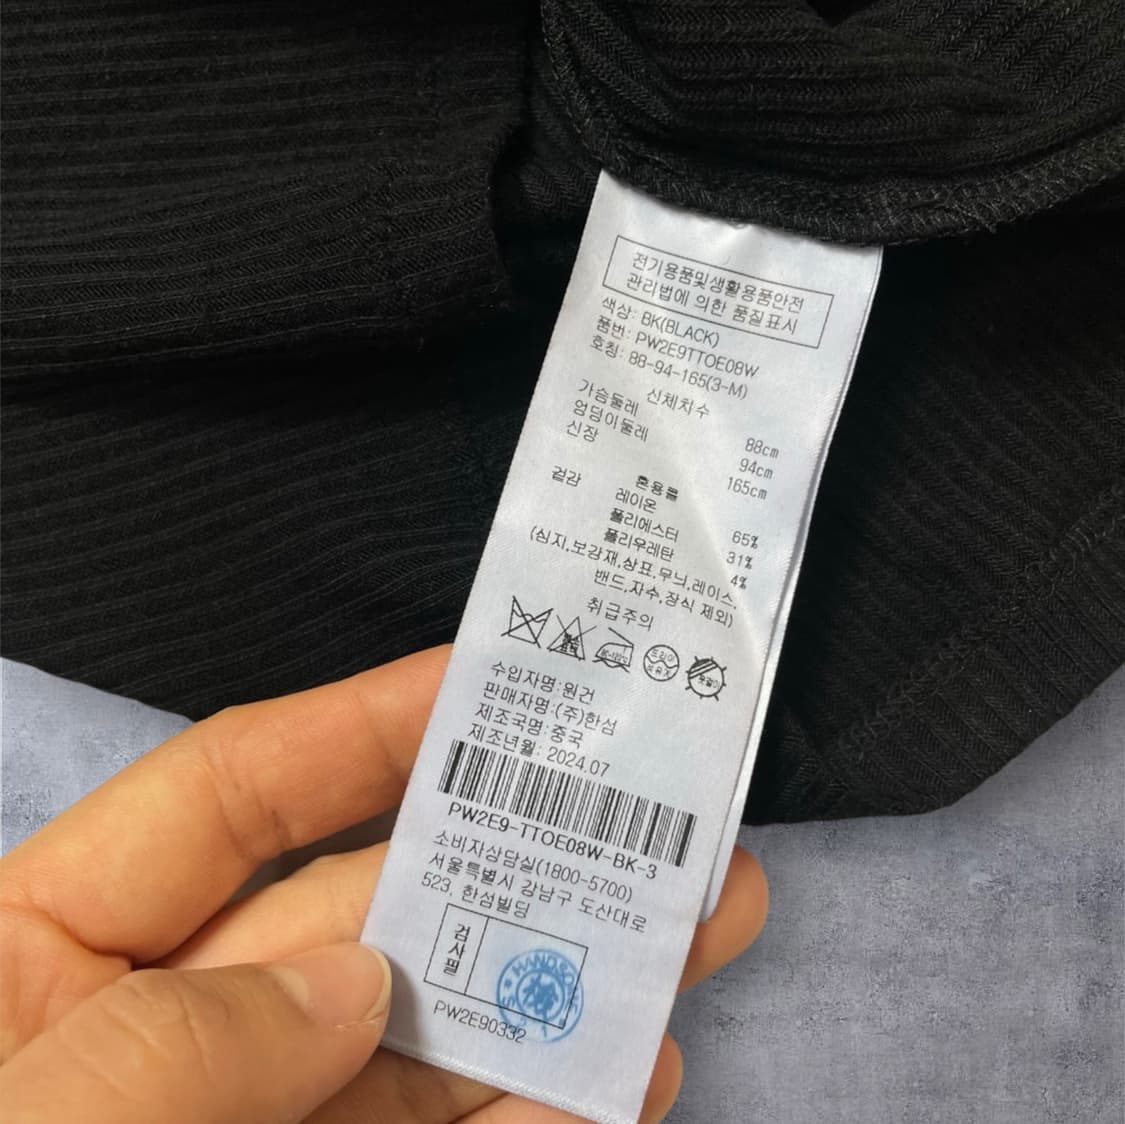 전기용품및생활용품안전
관리법에 의한 품질표시
색상: BK(BLACK)
품번: PW2E9TTOE08W
호칭: 88-94-165(3-M)
신체치수
가슴둘레 88cm
엉덩이둘레 94cm
신장 165cm
혼용률
겉감 레이온 65%
폴리에스터 31%
폴리우레탄 4%
(심지,보강재,상표,무늬,레이스,
밴드,자수,장식 제외)
취급주의
수입자명:원건
판매자명:(주)한섬
제조국명:중국
제조년월: 2024.07
PW2E9-TTOE08W-BK-3
소비자상담실(1800-5700)
서울특별시 강남구 도산대로
523, 한섬빌딩
검사필
HANDSOME
檢
PW2E90332